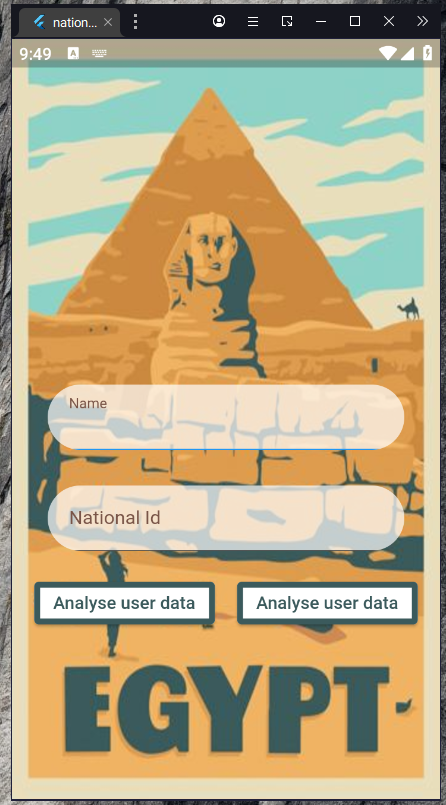 nation...
9:49
A
Name
National Id
Analyse user data Analyse user data
EGYPT